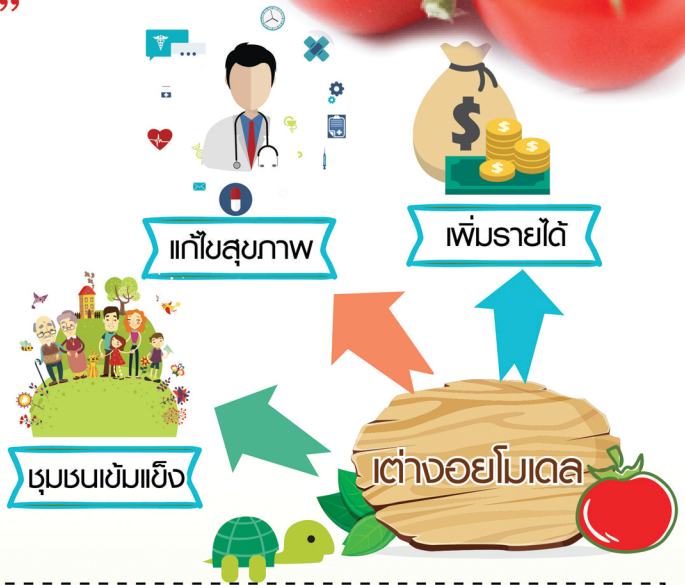 ”
แก้ไขสุขภาพ
เพิ่มรายได้
ชุมชนเข้มแข็ง
เต่างอยโมเดล